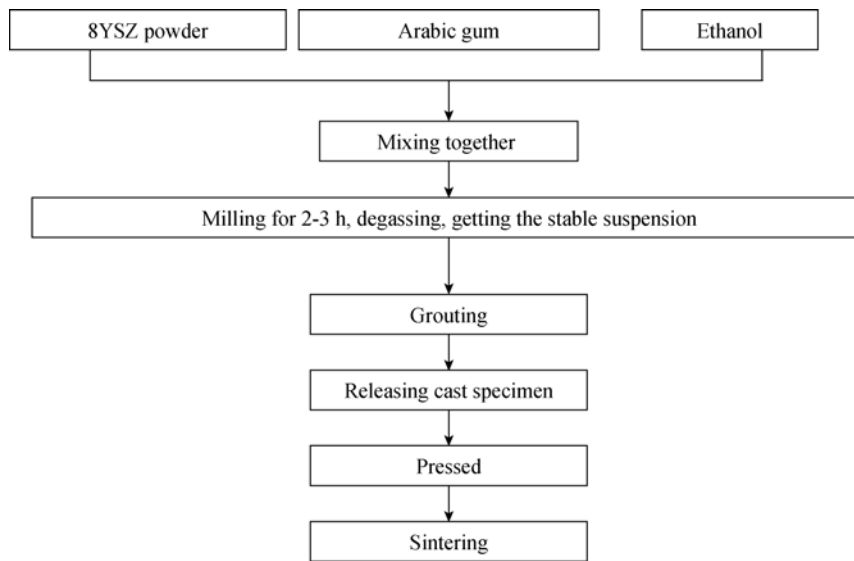 8YSZ powder
Arabic gum
Ethanol
Mixing together
Milling for 2-3 h, degassing, getting the stable suspension
Grouting
Releasing cast specimen
Pressed
Sintering